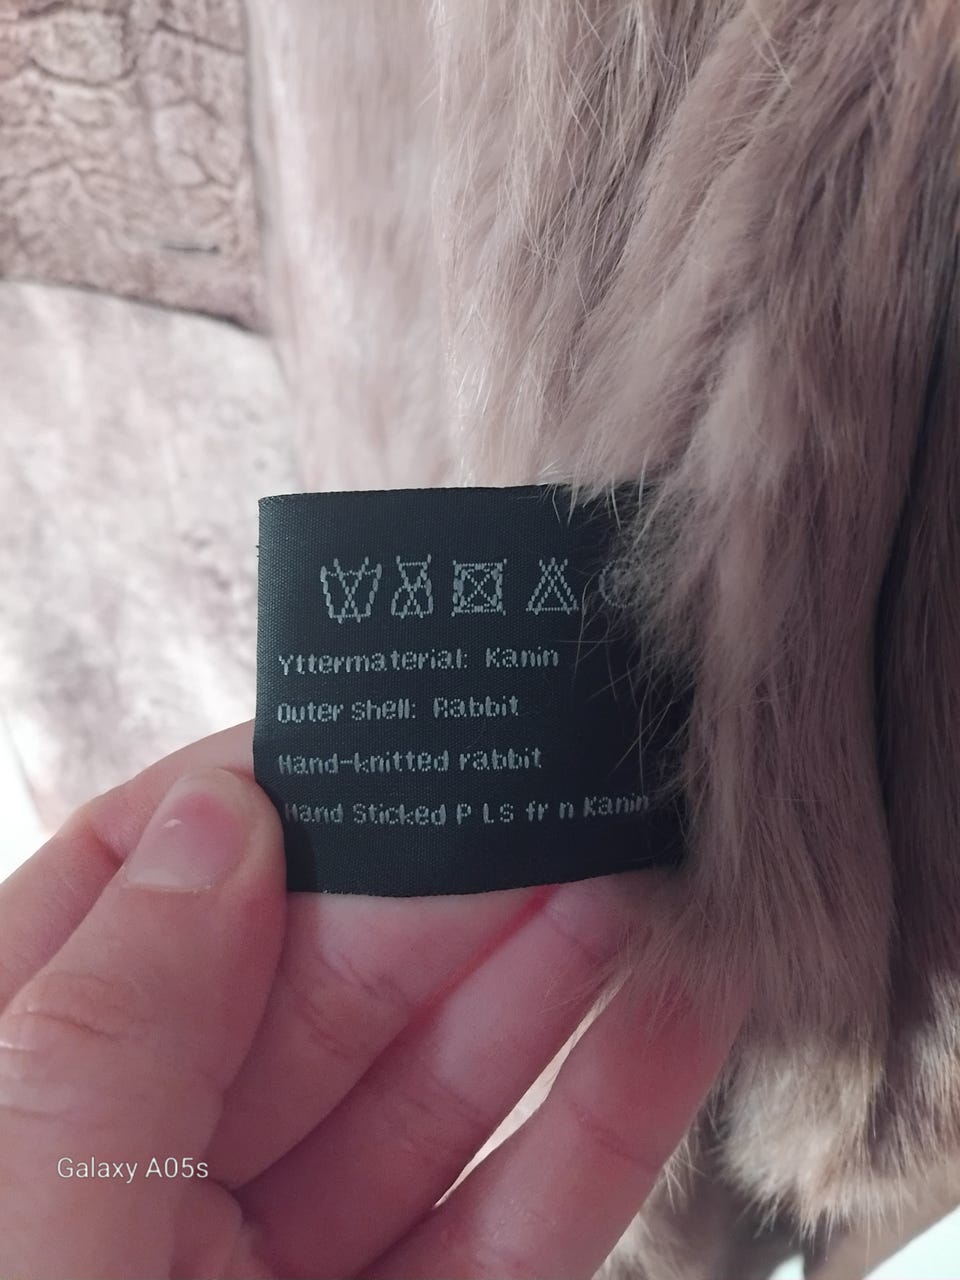 Yttermaterial: Kanin
Outer Shell: Rabbit
Hand-knitted rabbit
Hand Sticked P LS fr n Kanin
Galaxy A05s